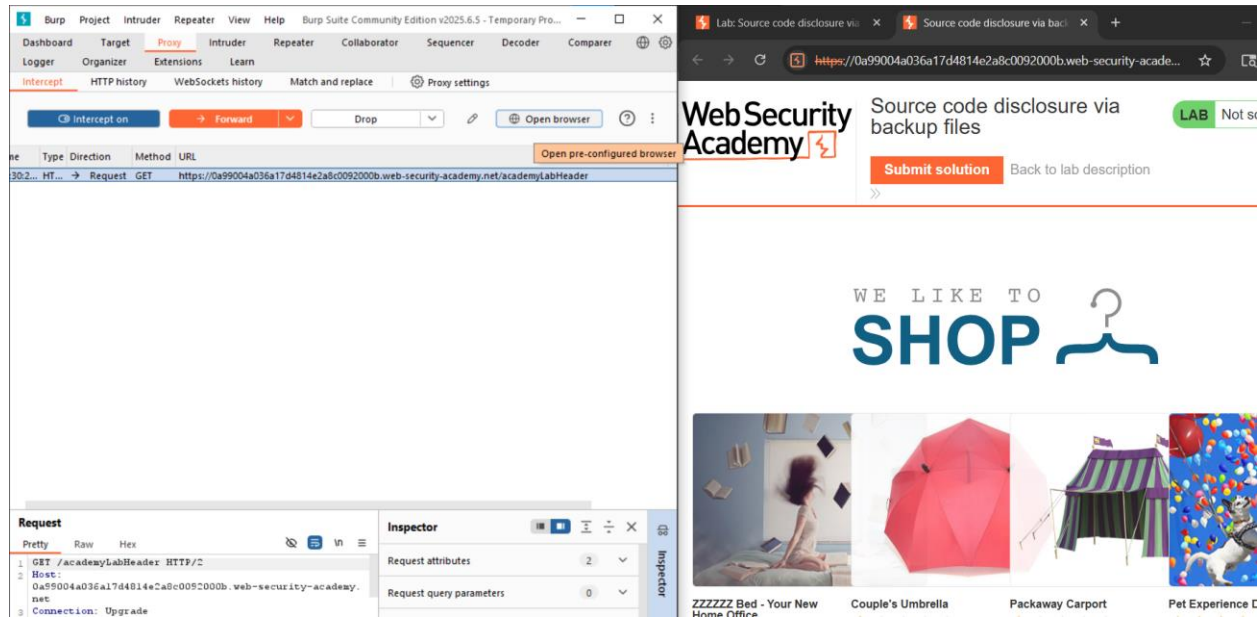 Burp Project Intruder Repeater View Help Burp Suite Community Edition v2025.6.5 - Temporary Pro...
Dashboard Target Proxy Intruder Repeater Collaborator Sequencer Decoder Comparer
Logger Organizer Extensions Learn
Intercept HTTP history WebSockets history Match and replace Proxy settings
Intercept on Forward Drop Open browser
Open pre-configured browser
me Type Direction Method URL
:30:2... HT... → Request GET https://0a99004a036a17d4814e2a8c0092000b.web-security-academy.net/academyLabHeader
Request
Pretty Raw Hex \n
1 GET /academyLabHeader HTTP/2
2 Host:
0a99004a036a17d4814e2a8c0092000b.web-security-academy.
net
3 Connection: Upgrade
Inspector
Request attributes 2
Request query parameters 0
Inspector
Lab: Source code disclosure via
Source code disclosure via back
https://0a99004a036a17d4814e2a8c0092000b.web-security-acade...
Web Security
Academy
Source code disclosure via
backup files
Submit solution Back to lab description
LAB Not so
WE LIKE TO
SHOP
ZZZZZZ Bed - Your New
Home Office
Couple's Umbrella
Packaway Carport
Pet Experience D